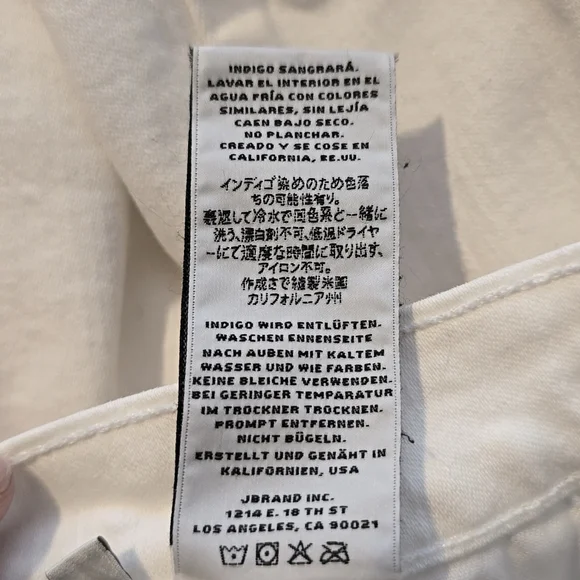 INDIGO SANGRARÁ.
LAVAR EL INTERIOR EN EL
AGUA FRÍA CON COLORES
SIMILARES, SIN LEJÍA
CAEN BAJO SECO.
NO PLANCHAR.
CREADO Y SE COSE EN
CALIFORNIA, EE.UU.
インディゴ染めのため色落
ちの可能性有り。
裏返して冷水で同色系と一緒に
洗う、漂白剤不可、低温ドライヤ
ーにて適度な時間に取り出す、
アイロン不可。
作成さで縫製米国
カリフォルニア州
INDIGO WIRD ENTLÜFTEN.
WASCHEN ENNENSEITE
NACH AUBEN MIT KALTEM
WASSER UND WIE FARBEN.
KEINE BLEICHE VERWENDEN.
BEI GERINGER TEMPARATUR
IM TROCKNER TROCKNEN.
PROMPT ENTFERNEN.
NICHT BÜGELN.
ERSTELLT UND GENÄHT IN
KALIFORNIEN, USA
JBRAND INC.
1214 E. 18 TH ST
LOS ANGELES, CA 90021